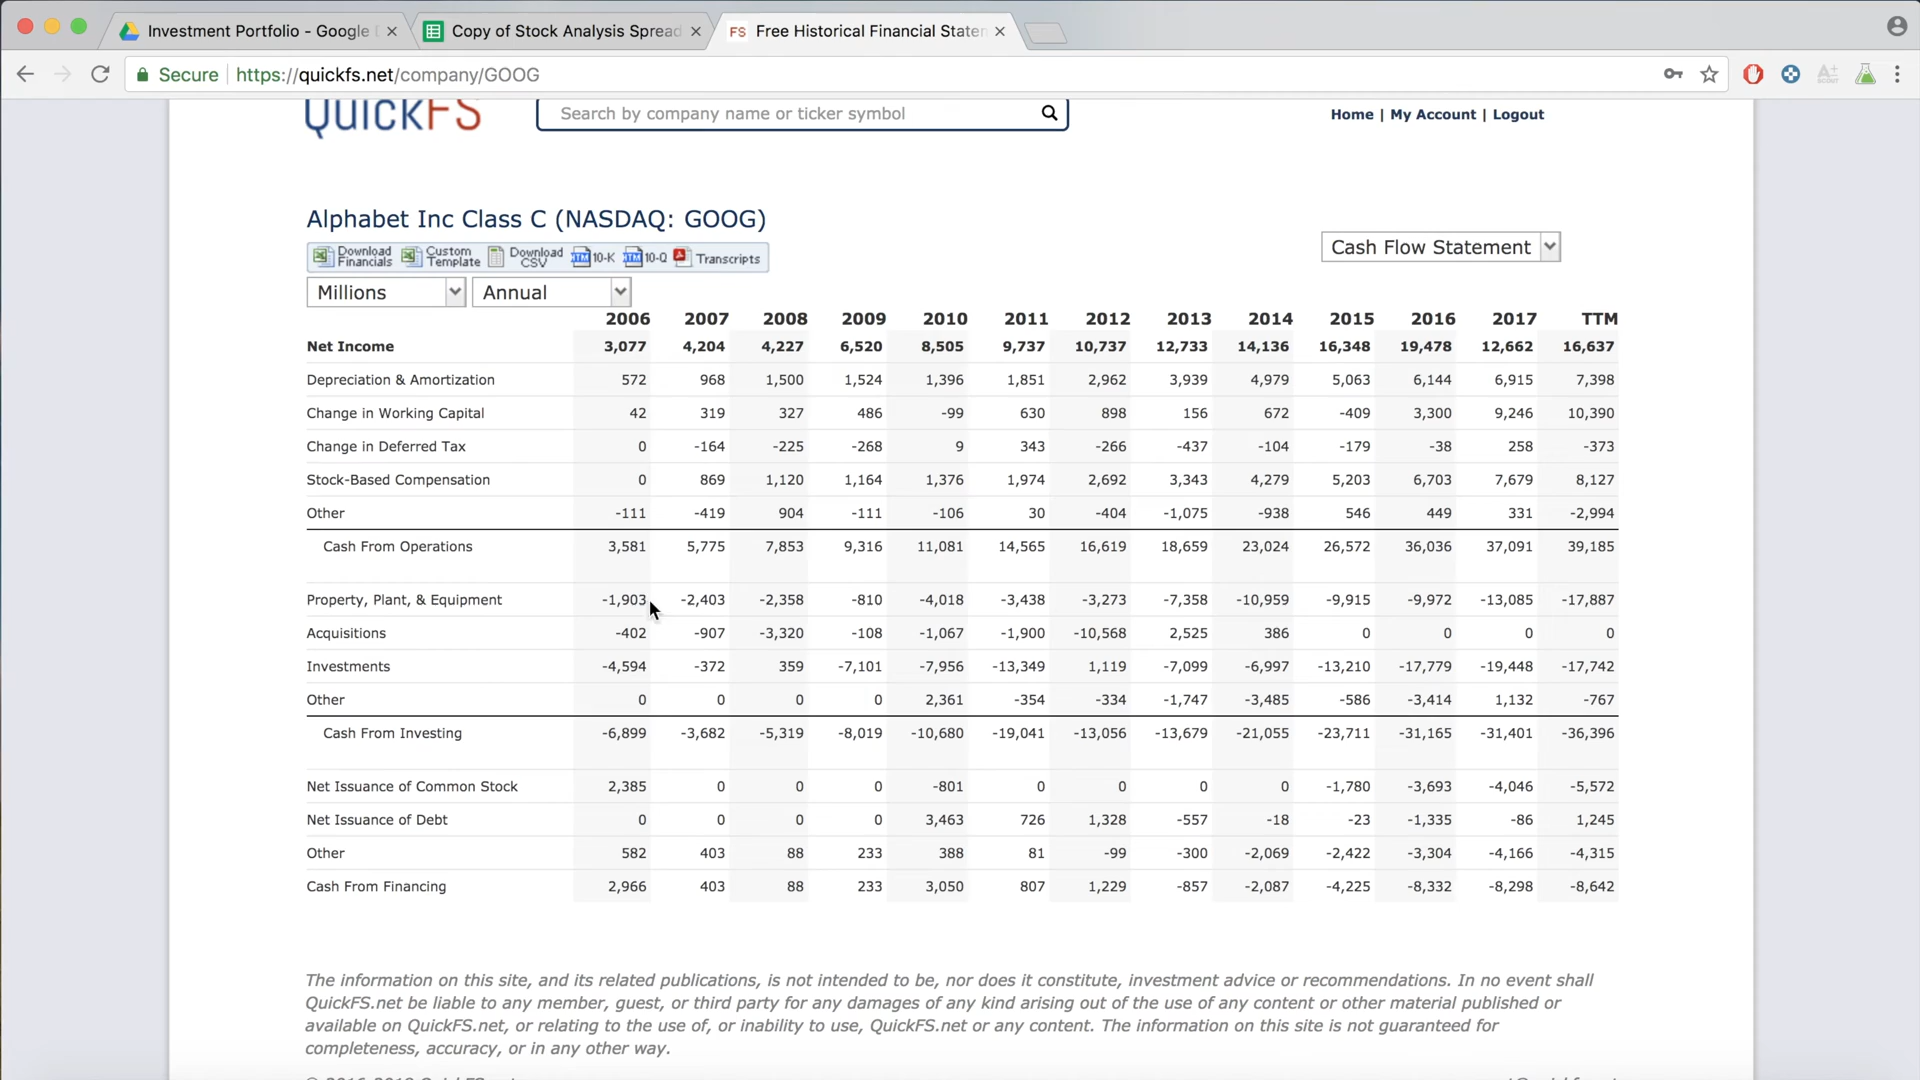 Investment Portfolio - Google D
Copy of Stock Analysis Spread
FS Free Historical Financial Staten
Secure https://quickfs.net/company/GOOG
QuickFS Search by company name or ticker symbol Home | My Account | Logout
Alphabet Inc Class C (NASDAQ: GOOG)
Download Financials Custom Template Download CSV 10-K 10-Q Transcripts
Cash Flow Statement
Millions Annual
2006 2007 2008 2009 2010 2011 2012 2013 2014 2015 2016 2017 TTM
Net Income 3,077 4,204 4,227 6,520 8,505 9,737 10,737 12,733 14,136 16,348 19,478 12,662 16,637
Depreciation & Amortization 572 968 1,500 1,524 1,396 1,851 2,962 3,939 4,979 5,063 6,144 6,915 7,398
Change in Working Capital 42 319 327 486 -99 630 898 156 672 -409 3,300 9,246 10,390
Change in Deferred Tax 0 -164 -225 -268 9 343 -266 -437 -104 -179 -38 258 -373
Stock-Based Compensation 0 869 1,120 1,164 1,376 1,974 2,692 3,343 4,279 5,203 6,703 7,679 8,127
Other -111 -419 904 -111 -106 30 -404 -1,075 -938 546 449 331 -2,994
Cash From Operations 3,581 5,775 7,853 9,316 11,081 14,565 16,619 18,659 23,024 26,572 36,036 37,091 39,185
Property, Plant, & Equipment -1,903 -2,403 -2,358 -810 -4,018 -3,438 -3,273 -7,358 -10,959 -9,915 -9,972 -13,085 -17,887
Acquisitions -402 -907 -3,320 -108 -1,067 -1,900 -10,568 2,525 386 0 0 0 0
Investments -4,594 -372 359 -7,101 -7,956 -13,349 1,119 -7,099 -6,997 -13,210 -17,779 -19,448 -17,742
Other 0 0 0 0 2,361 -354 -334 -1,747 -3,485 -586 -3,414 1,132 -767
Cash From Investing -6,899 -3,682 -5,319 -8,019 -10,680 -19,041 -13,056 -13,679 -21,055 -23,711 -31,165 -31,401 -36,396
Net Issuance of Common Stock 2,385 0 0 0 -801 0 0 0 0 -1,780 -3,693 -4,046 -5,572
Net Issuance of Debt 0 0 0 0 3,463 726 1,328 -557 -18 -23 -1,335 -86 1,245
Other 582 403 88 233 388 81 -99 -300 -2,069 -2,422 -3,304 -4,166 -4,315
Cash From Financing 2,966 403 88 233 3,050 807 1,229 -857 -2,087 -4,225 -8,332 -8,298 -8,642
The information on this site, and its related publications, is not intended to be, nor does it constitute, investment advice or recommendations. In no event shall
QuickFS.net be liable to any member, guest, or third party for any damages of any kind arising out of the use of any content or other material published or
available on QuickFS.net, or relating to the use of, or inability to use, QuickFS.net or any content. The information on this site is not guaranteed for
completeness, accuracy, or in any other way.